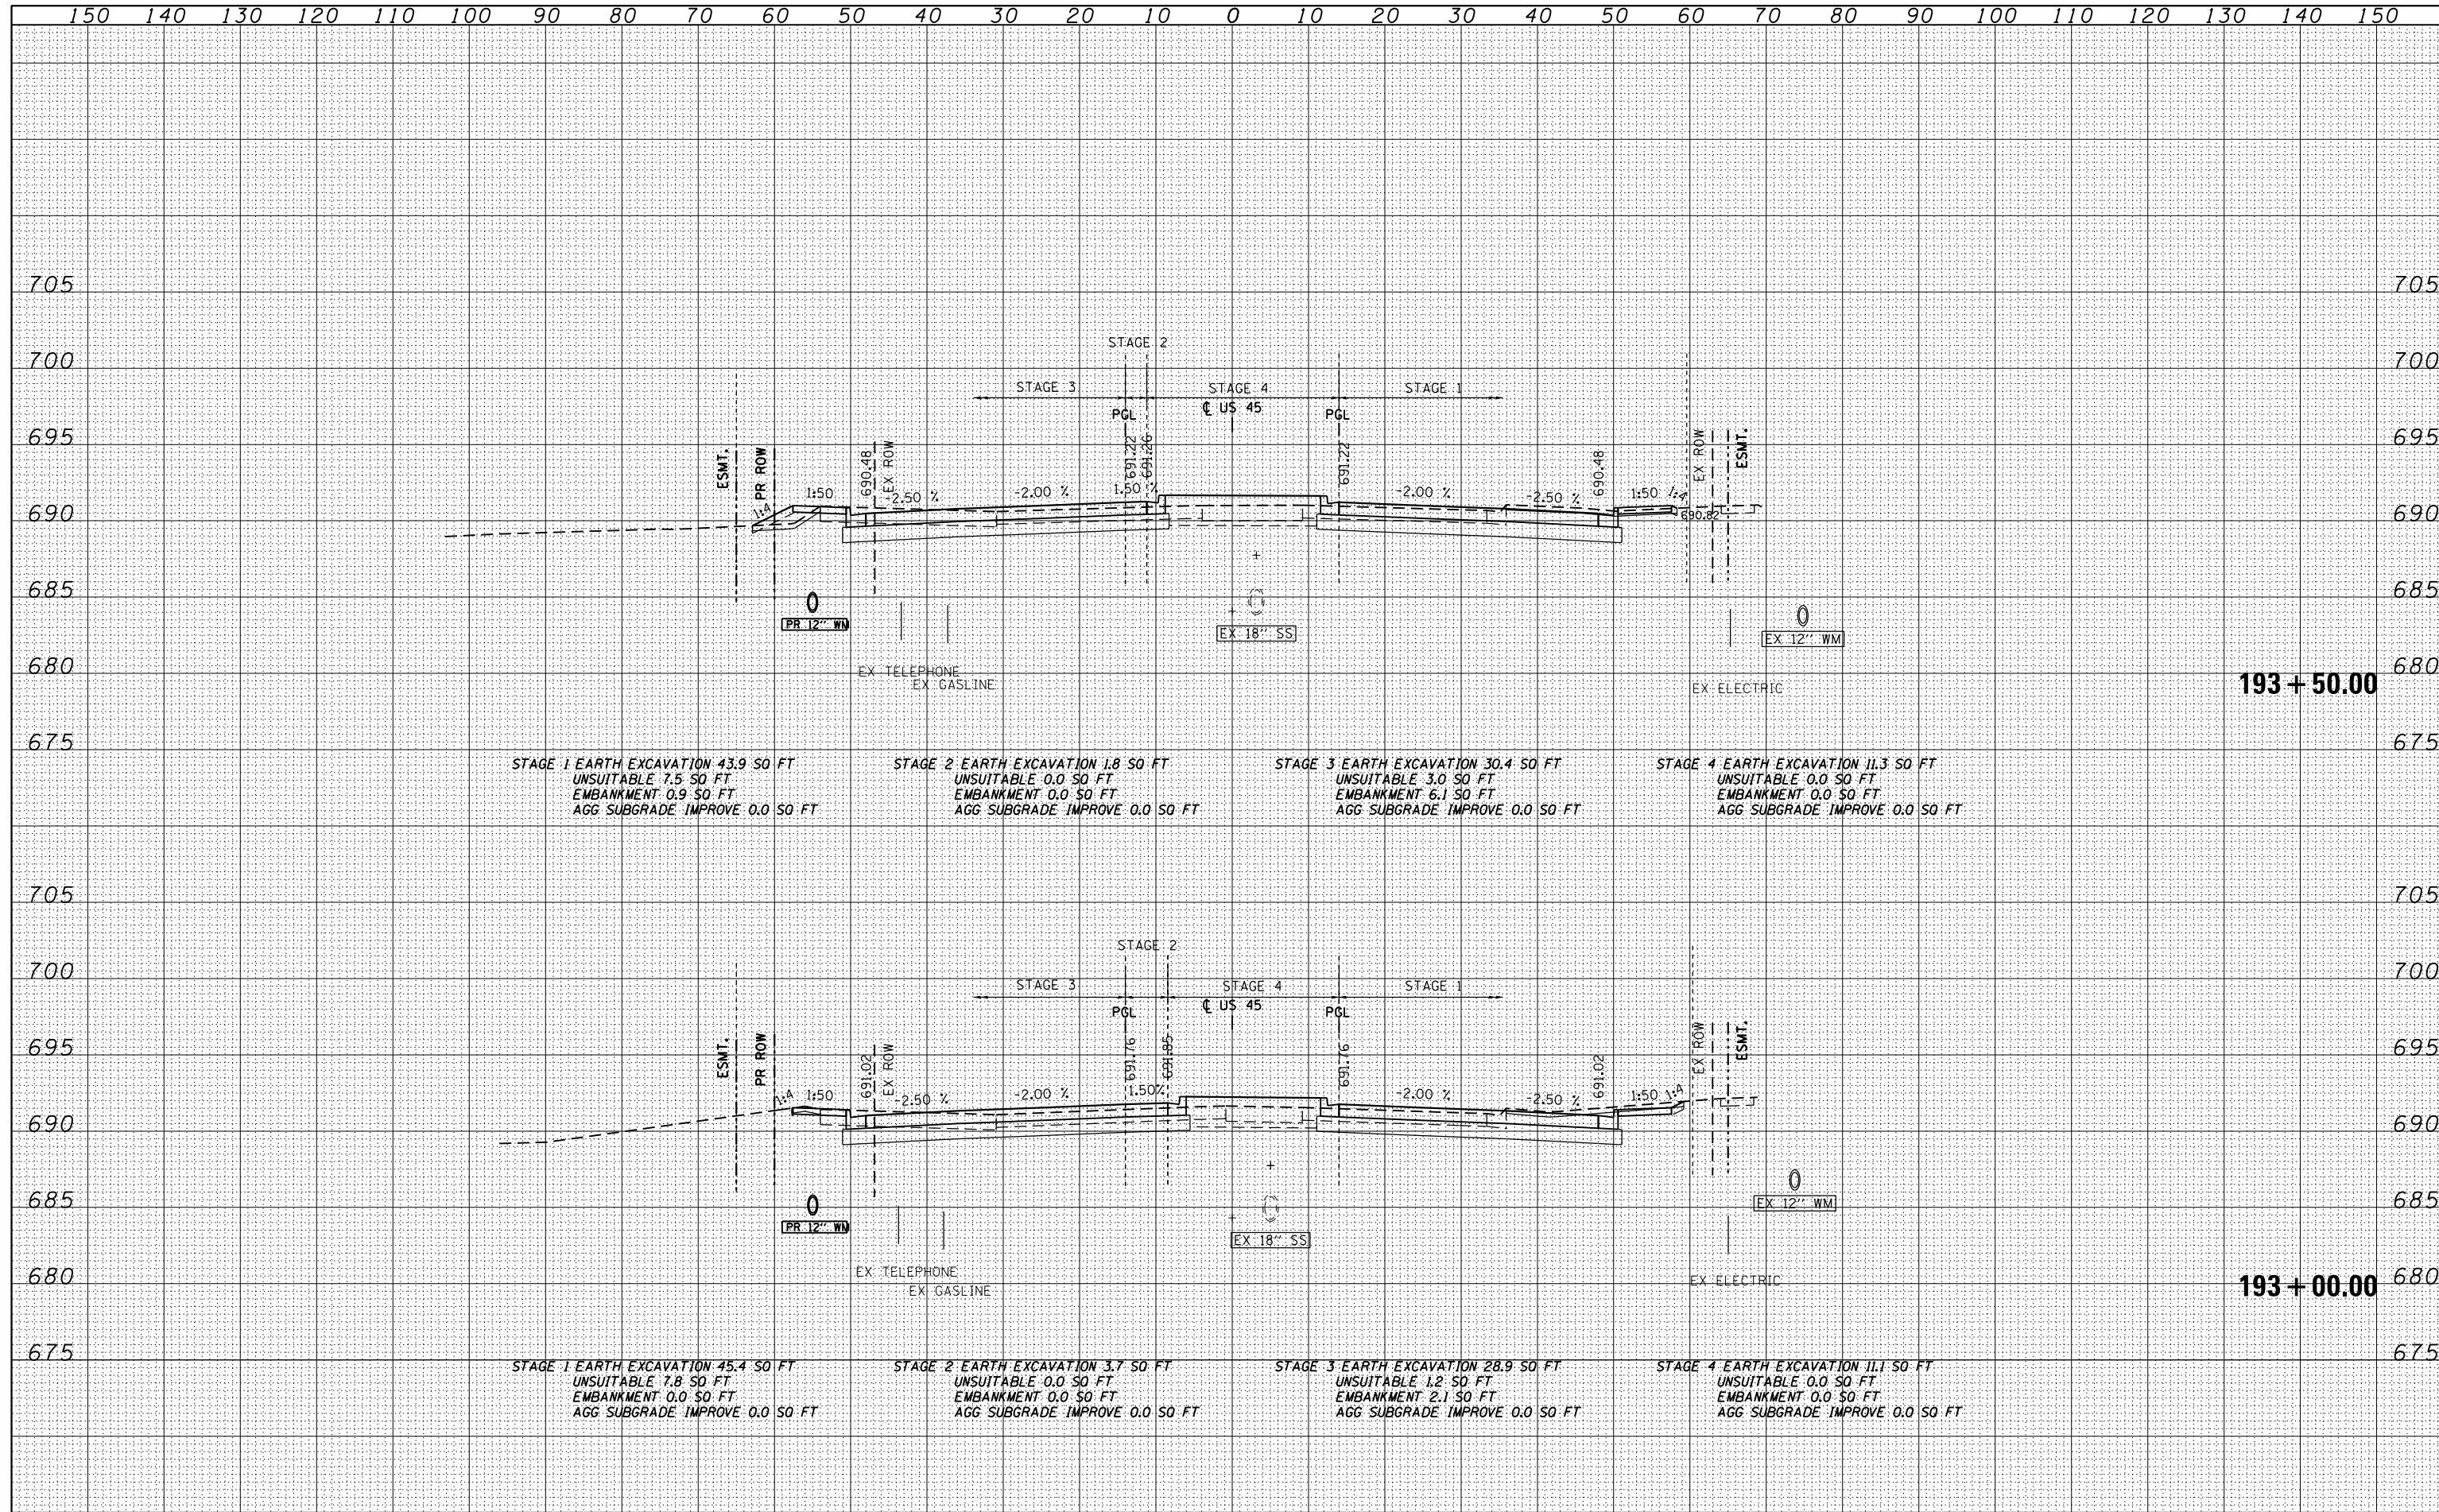 150 140 130 120 110 100 90 80 70 60 50 40 30 20 10 0 10 20 30 40 50 60 70 80 90 100 110 120 130 140 150
705 705
STAGE 2
700 700
STAGE 3 STAGE 4 STAGE 1
PGL ℄ US 45 PGL
695 695
ESMT. PR ROW 690.48 EX ROW 691.22 691.26 691.22 690.48 EX ROW ESMT.
1:4 1:50 -2.50 % -2.00 % 1.50 % -2.00 % -2.50 % 1:50 1:4
690 690.82 690
685 685
PR 12" WM EX 18" SS EX 12" WM
680 EX TELEPHONE 680
EX GASLINE EX ELECTRIC
193 + 50.00
675 675
STAGE 1 EARTH EXCAVATION 43.9 SQ FT STAGE 2 EARTH EXCAVATION 1.8 SQ FT STAGE 3 EARTH EXCAVATION 30.4 SQ FT STAGE 4 EARTH EXCAVATION 11.3 SQ FT
UNSUITABLE 7.5 SQ FT UNSUITABLE 0.0 SQ FT UNSUITABLE 3.0 SQ FT UNSUITABLE 0.0 SQ FT
EMBANKMENT 0.9 SQ FT EMBANKMENT 0.0 SQ FT EMBANKMENT 6.1 SQ FT EMBANKMENT 0.0 SQ FT
AGG SUBGRADE IMPROVE 0.0 SQ FT AGG SUBGRADE IMPROVE 0.0 SQ FT AGG SUBGRADE IMPROVE 0.0 SQ FT AGG SUBGRADE IMPROVE 0.0 SQ FT
705 705
STAGE 2
700 700
STAGE 3 STAGE 4 STAGE 1
PGL ℄ US 45 PGL
695 695
ESMT. PR ROW 691.02 EX ROW 691.76 691.85 691.76 691.02 EX ROW ESMT.
1:4 1:50 -2.50 % -2.00 % 1.50% -2.00 % -2.50 % 1:50 1:4
690 690
685 EX 12" WM 685
PR 12" WM EX 18" SS
680 EX TELEPHONE EX ELECTRIC 680
EX GASLINE
193 + 00.00
675 675
STAGE 1 EARTH EXCAVATION 45.4 SQ FT STAGE 2 EARTH EXCAVATION 3.7 SQ FT STAGE 3 EARTH EXCAVATION 28.9 SQ FT STAGE 4 EARTH EXCAVATION 11.1 SQ FT
UNSUITABLE 7.8 SQ FT UNSUITABLE 0.0 SQ FT UNSUITABLE 1.2 SQ FT UNSUITABLE 0.0 SQ FT
EMBANKMENT 0.0 SQ FT EMBANKMENT 0.0 SQ FT EMBANKMENT 2.1 SQ FT EMBANKMENT 0.0 SQ FT
AGG SUBGRADE IMPROVE 0.0 SQ FT AGG SUBGRADE IMPROVE 0.0 SQ FT AGG SUBGRADE IMPROVE 0.0 SQ FT AGG SUBGRADE IMPROVE 0.0 SQ FT